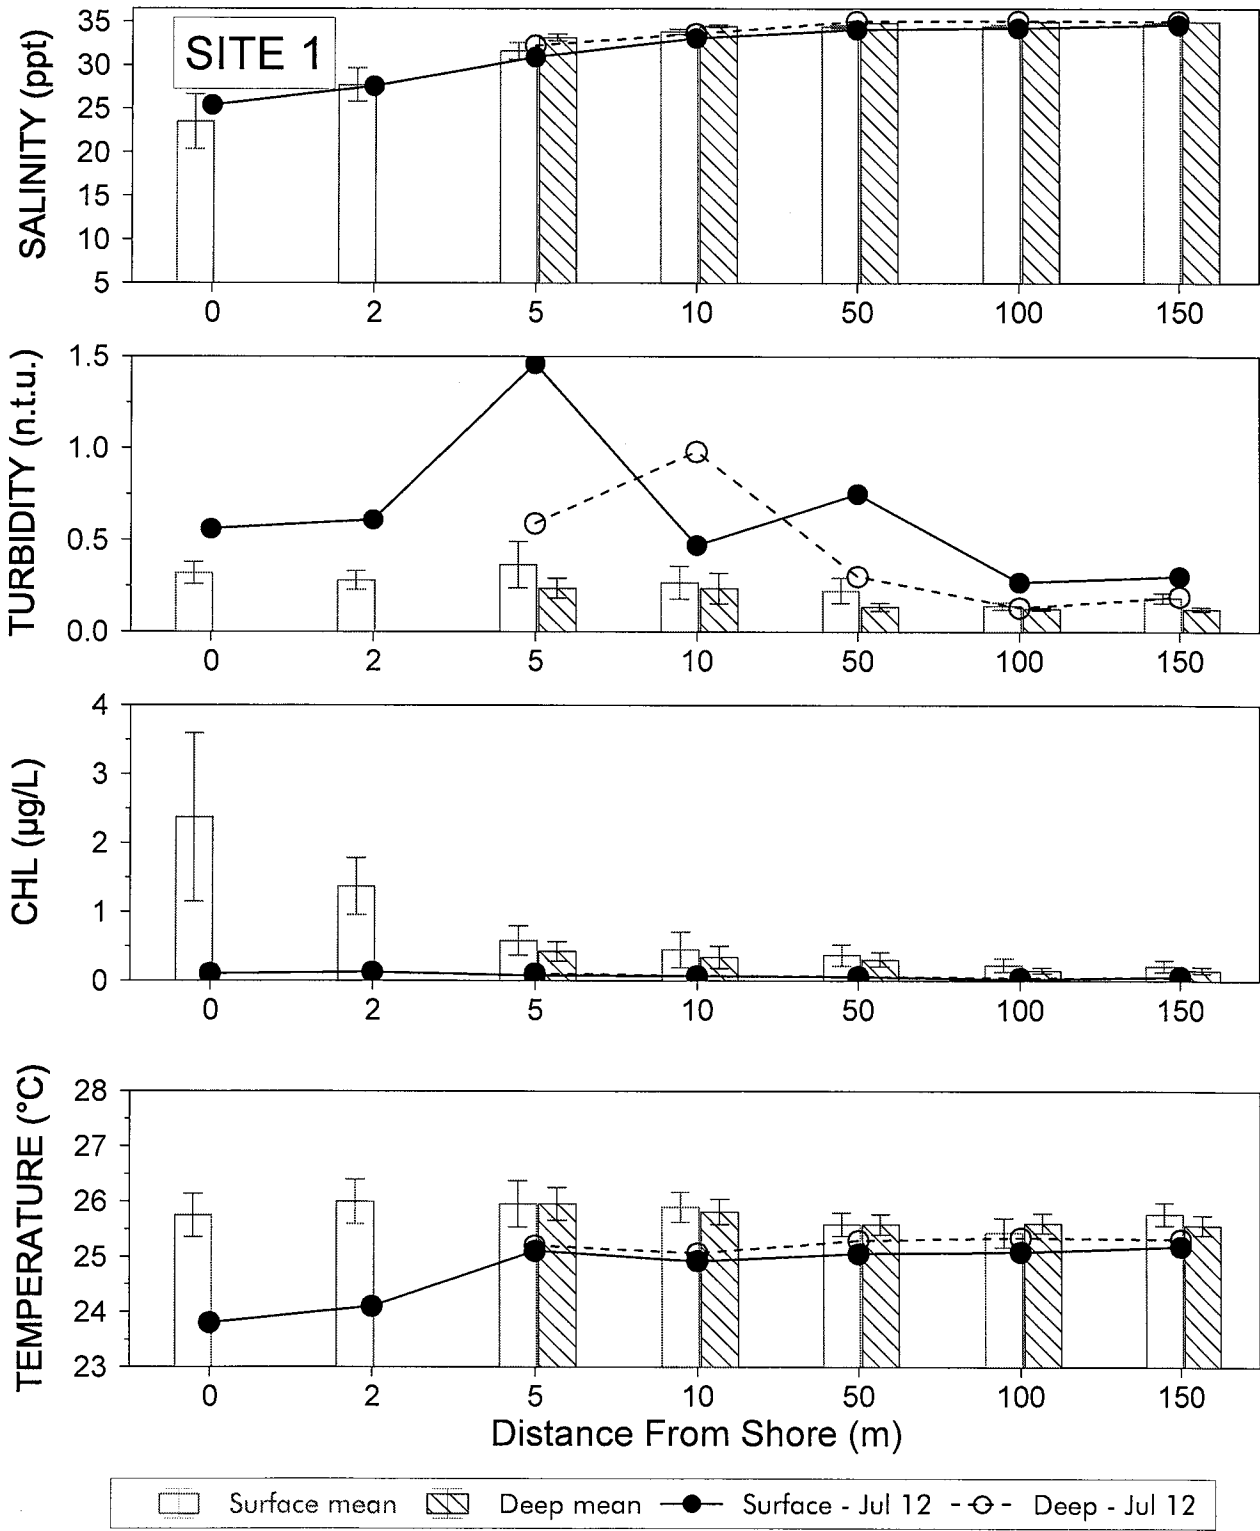 SITE 1
SALINITY (ppt)
35
30
25
20
15
10
5
0 2 5 10 50 100 150
TURBIDITY (n.t.u.)
1.5
1.0
0.5
0.0
0 2 5 10 50 100 150
CHL (µg/L)
4
3
2
1
0
0 2 5 10 50 100 150
TEMPERATURE (°C)
28
27
26
25
24
23
0 2 5 10 50 100 150
Distance From Shore (m)
Surface mean Deep mean Surface - Jul 12 Deep - Jul 12